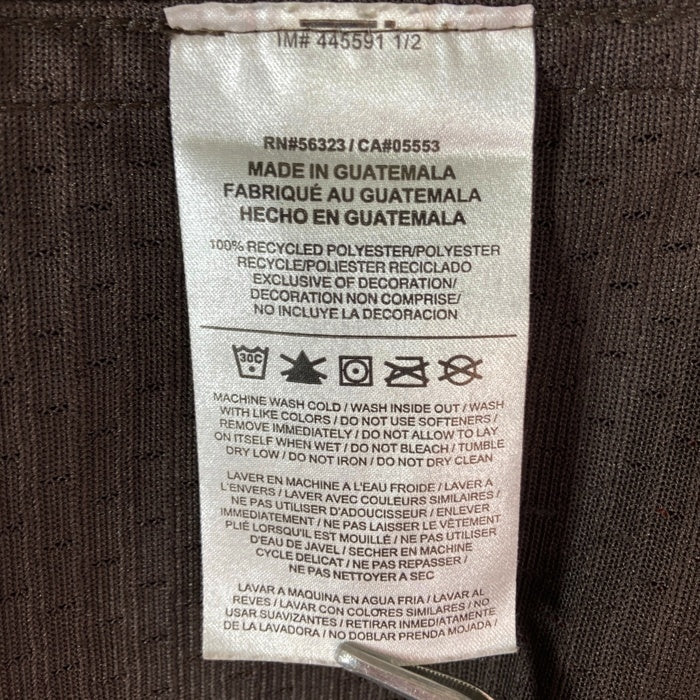 IM# 445591 1/2
RN#56323 / CA#05553
MADE IN GUATEMALA
FABRIQUÉ AU GUATEMALA
HECHO EN GUATEMALA
100% RECYCLED POLYESTER/POLYESTER
RECYCLE/POLIESTER RECICLADO
EXCLUSIVE OF DECORATION/
DECORATION NON COMPRISE/
NO INCLUYE LA DECORACION
30C
MACHINE WASH COLD / WASH INSIDE OUT / WASH
WITH LIKE COLORS / DO NOT USE SOFTENERS /
REMOVE IMMEDIATELY / DO NOT ALLOW TO LAY
ON ITSELF WHEN WET / DO NOT BLEACH / TUMBLE
DRY LOW / DO NOT IRON / DO NOT DRY CLEAN
LAVER EN MACHINE A L'EAU FROIDE / LAVER A
L'ENVERS / LAVER AVEC COULEURS SIMILAIRES /
NE PAS UTILISER D'ADOUCISSEUR / ENLEVER
IMMEDIATEMENT / NE PAS LAISSER LE VÊTEMENT
PLIÉ LORSQU'IL EST MOUILLÉ / NE PAS UTILISER
D'EAU DE JAVEL / SECHER EN MACHINE
CYCLE DELICAT / NE PAS REPASSER /
NE PAS NETTOYER A SEC
LAVAR A MAQUINA EN AGUA FRIA / LAVAR AL
REVES / LAVAR CON COLORES SIMILARES / NO
USAR SUAVIZANTES / RETIRAR INMEDIATAMENTE
DE LA LAVADORA / NO DOBLAR PRENDA MOJADA /